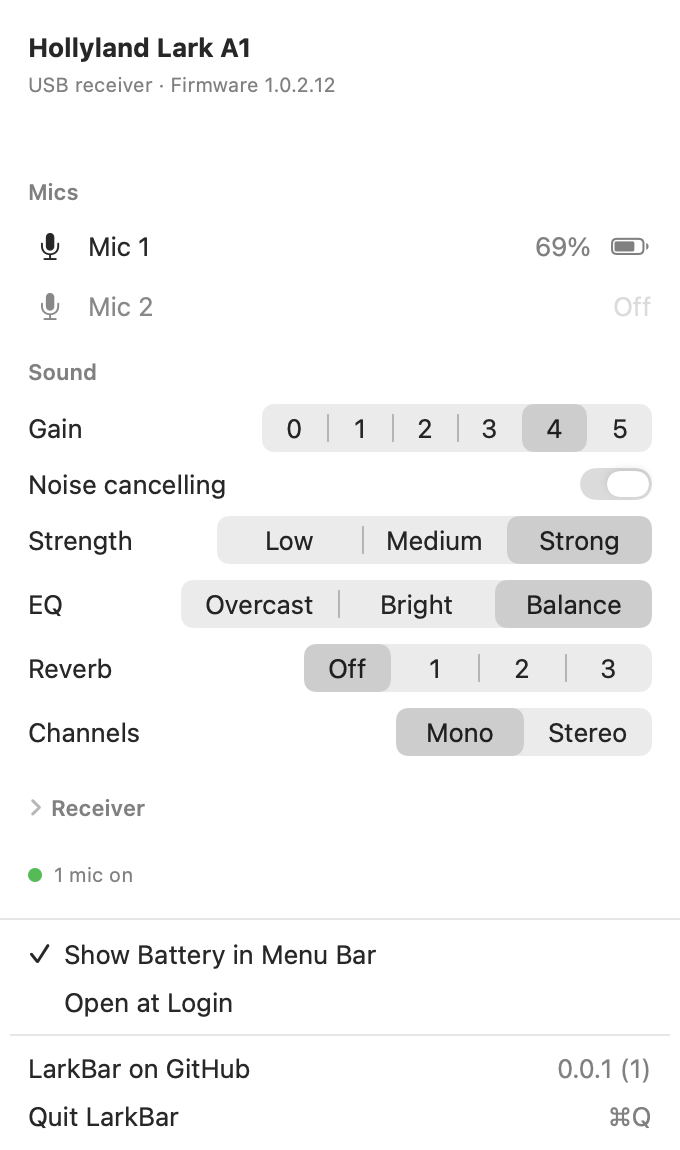 Hollyland Lark A1
USB receiver · Firmware 1.0.2.12
Mics
Mic 1 69%
Mic 2 Off
Sound
Gain 0 1 2 3 4 5
Noise cancelling
Strength Low Medium Strong
EQ Overcast Bright Balance
Reverb Off 1 2 3
Channels Mono Stereo
Receiver
1 mic on
Show Battery in Menu Bar
Open at Login
LarkBar on GitHub 0.0.1 (1)
Quit LarkBar ⌘Q